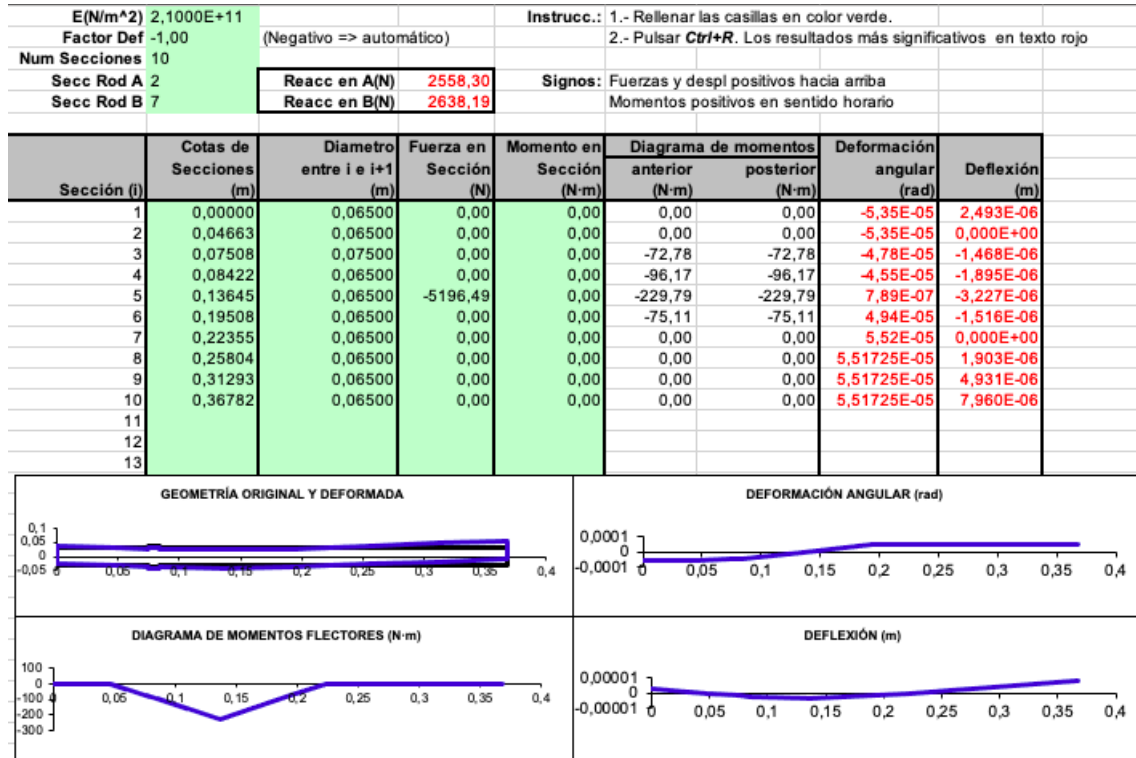 E(N/m^2) 2,1000E+11 Instrucc.: 1.- Rellenar las casillas en color verde.
Factor Def -1,00 (Negativo => automático) 2.- Pulsar Ctrl+R. Los resultados más significativos en texto rojo
Num Secciones 10
Secc Rod A 2 Reacc en A(N) 2558,30 Signos: Fuerzas y despl positivos hacia arriba
Secc Rod B 7 Reacc en B(N) 2638,19 Momentos positivos en sentido horario
Cotas de Diametro Fuerza en Momento en Diagrama de momentos Deformación
Secciones entre i e i+1 Sección Sección anterior posterior angular Deflexión
Sección (i) (m) (m) (N) (N·m) (N·m) (N·m) (rad) (m)
1 0,00000 0,06500 0,00 0,00 0,00 0,00 -5,35E-05 2,493E-06
2 0,04663 0,06500 0,00 0,00 0,00 0,00 -5,35E-05 0,000E+00
3 0,07508 0,07500 0,00 0,00 -72,78 -72,78 -4,78E-05 -1,468E-06
4 0,08422 0,06500 0,00 0,00 -96,17 -96,17 -4,55E-05 -1,895E-06
5 0,13645 0,06500 -5196,49 0,00 -229,79 -229,79 7,89E-07 -3,227E-06
6 0,19508 0,06500 0,00 0,00 -75,11 -75,11 4,94E-05 -1,516E-06
7 0,22355 0,06500 0,00 0,00 0,00 0,00 5,52E-05 0,000E+00
8 0,25804 0,06500 0,00 0,00 0,00 0,00 5,51725E-05 1,903E-06
9 0,31293 0,06500 0,00 0,00 0,00 0,00 5,51725E-05 4,931E-06
10 0,36782 0,06500 0,00 0,00 0,00 0,00 5,51725E-05 7,960E-06
11
12
13
GEOMETRÍA ORIGINAL Y DEFORMADA
0,1
0,05
0
-0,05
0 0,05 0,1 0,15 0,2 0,25 0,3 0,35 0,4
DEFORMACIÓN ANGULAR (rad)
0,0001
0
-0,0001
0 0,05 0,1 0,15 0,2 0,25 0,3 0,35 0,4
DIAGRAMA DE MOMENTOS FLECTORES (N·m)
100
0
-100
-200
-300
0 0,05 0,1 0,15 0,2 0,25 0,3 0,35 0,4
DEFLEXIÓN (m)
0,00001
0
-0,00001
0 0,05 0,1 0,15 0,2 0,25 0,3 0,35 0,4